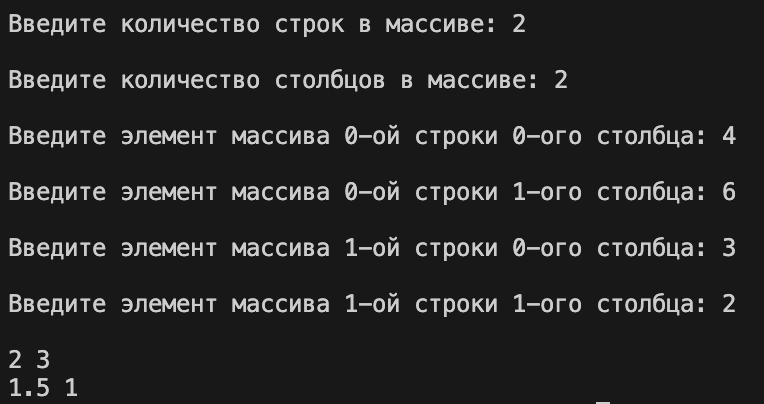 Введите количество строк в массиве: 2
Введите количество столбцов в массиве: 2
Введите элемент массива 0-ой строки 0-ого столбца: 4
Введите элемент массива 0-ой строки 1-ого столбца: 6
Введите элемент массива 1-ой строки 0-ого столбца: 3
Введите элемент массива 1-ой строки 1-ого столбца: 2
2 3
1.5 1